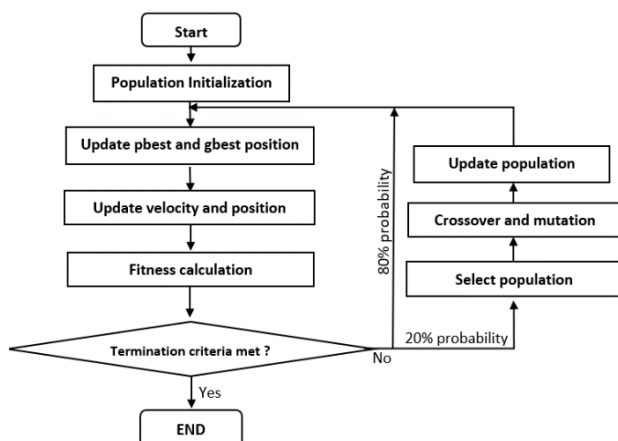 Start
Population Initialization
Update pbest and gbest position
Update velocity and position
Fitness calculation
Termination criteria met ?
Yes
END
No
80% probability
20% probability
Select population
Crossover and mutation
Update population